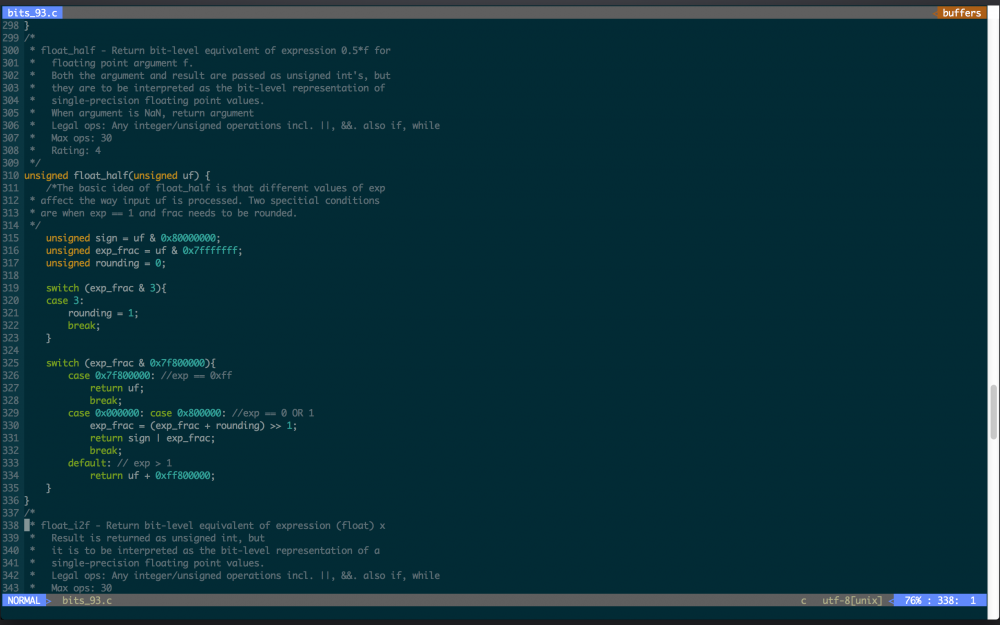 bits_93.c buffers
298 }
299 /*
300  * float_half - Return bit-level equivalent of expression 0.5*f for
301  *   floating point argument f.
302  *   Both the argument and result are passed as unsigned int's, but
303  *   they are to be interpreted as the bit-level representation of
304  *   single-precision floating point values.
305  *   When argument is NaN, return argument
306  *   Legal ops: Any integer/unsigned operations incl. ||, &&. also if, while
307  *   Max ops: 30
308  *   Rating: 4
309  */
310 unsigned float_half(unsigned uf) {
311     /*The basic idea of float_half is that different values of exp
312  * affect the way input uf is processed. Two specitial conditions
313  * are when exp == 1 and frac needs to be rounded.
314  */
315     unsigned sign = uf & 0x80000000;
316     unsigned exp_frac = uf & 0x7fffffff;
317     unsigned rounding = 0;
318
319     switch (exp_frac & 3){
320     case 3:
321         rounding = 1;
322         break;
323     }
324
325     switch (exp_frac & 0x7f800000){
326         case 0x7f800000: //exp == 0xff
327             return uf;
328             break;
329         case 0x000000: case 0x800000: //exp == 0 OR 1
330             exp_frac = (exp_frac + rounding) >> 1;
331             return sign | exp_frac;
332             break;
333         default: // exp > 1
334             return uf + 0xff800000;
335     }
336 }
337 /*
338  * float_i2f - Return bit-level equivalent of expression (float) x
339  *   Result is returned as unsigned int, but
340  *   it is to be interpreted as the bit-level representation of a
341  *   single-precision floating point values.
342  *   Legal ops: Any integer/unsigned operations incl. ||, &&. also if, while
343  *   Max ops: 30
NORMAL > bits_93.c c utf-8[unix] < 76% : 338: 1